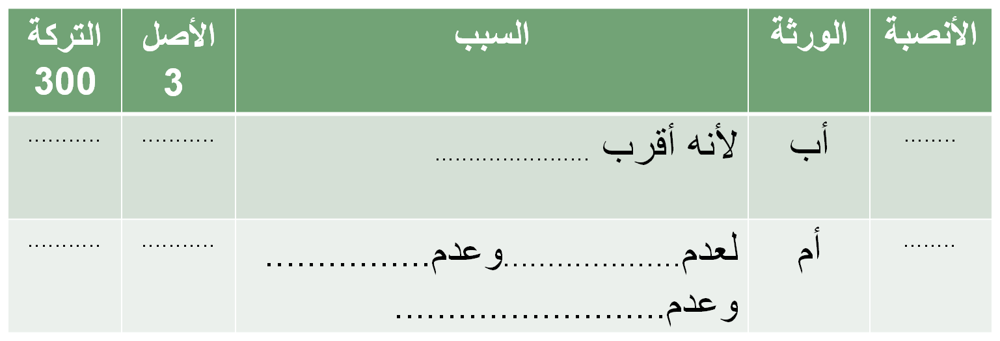 الأنصبة الورثة السبب الأصل التركة
3 300
........ أب لأنه أقرب ...................... ........... ...........
........ أم لعدم....................وعدم................ ........... ...........
وعدم..........................